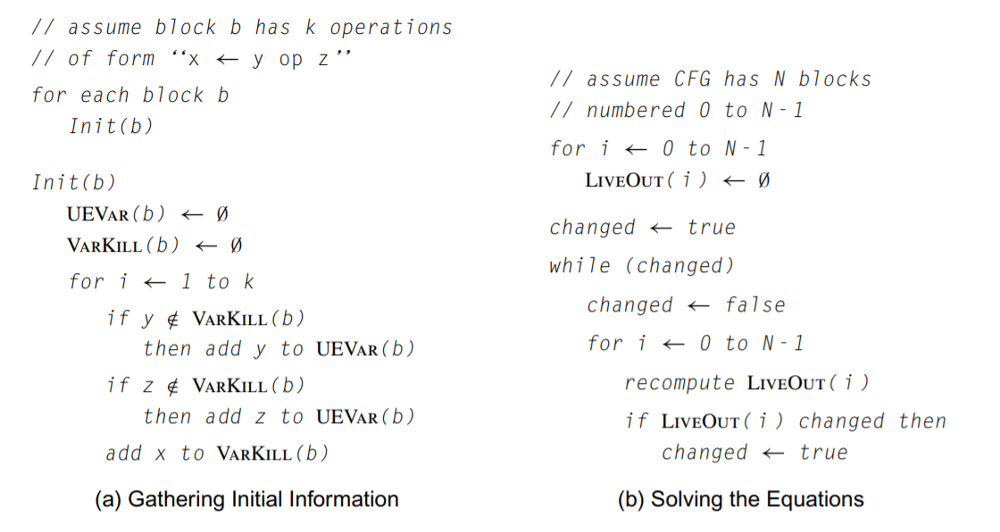 // assume block b has k operations
// of form ‘‘x ← y op z’’
for each block b
Init(b)
Init(b)
UEVAR(b) ← Ø
VARKILL(b) ← Ø
for i ← 1 to k
if y ∉ VARKILL(b)
then add y to UEVAR(b)
if z ∉ VARKILL(b)
then add z to UEVAR(b)
add x to VARKILL(b)
(a) Gathering Initial Information
// assume CFG has N blocks
// numbered 0 to N-1
for i ← 0 to N-1
LIVEOUT(i) ← Ø
changed ← true
while (changed)
changed ← false
for i ← 0 to N-1
recompute LIVEOUT(i)
if LIVEOUT(i) changed then
changed ← true
(b) Solving the Equations